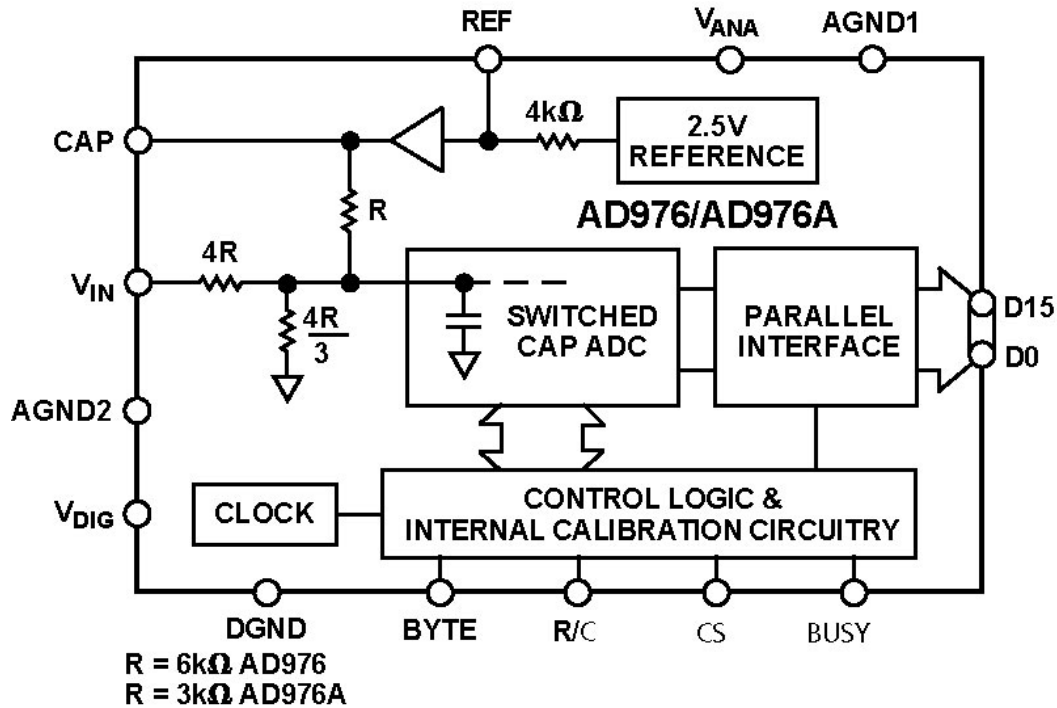 REF
VANA
AGND1
CAP
4kΩ
2.5V
REFERENCE
R
AD976/AD976A
4R
VIN
4R
3
SWITCHED
CAP ADC
PARALLEL
INTERFACE
D15
D0
AGND2
VDIG
CLOCK
CONTROL LOGIC &
INTERNAL CALIBRATION CIRCUITRY
DGND
BYTE
R/C
CS
BUSY
R = 6kΩ AD976
R = 3kΩ AD976A